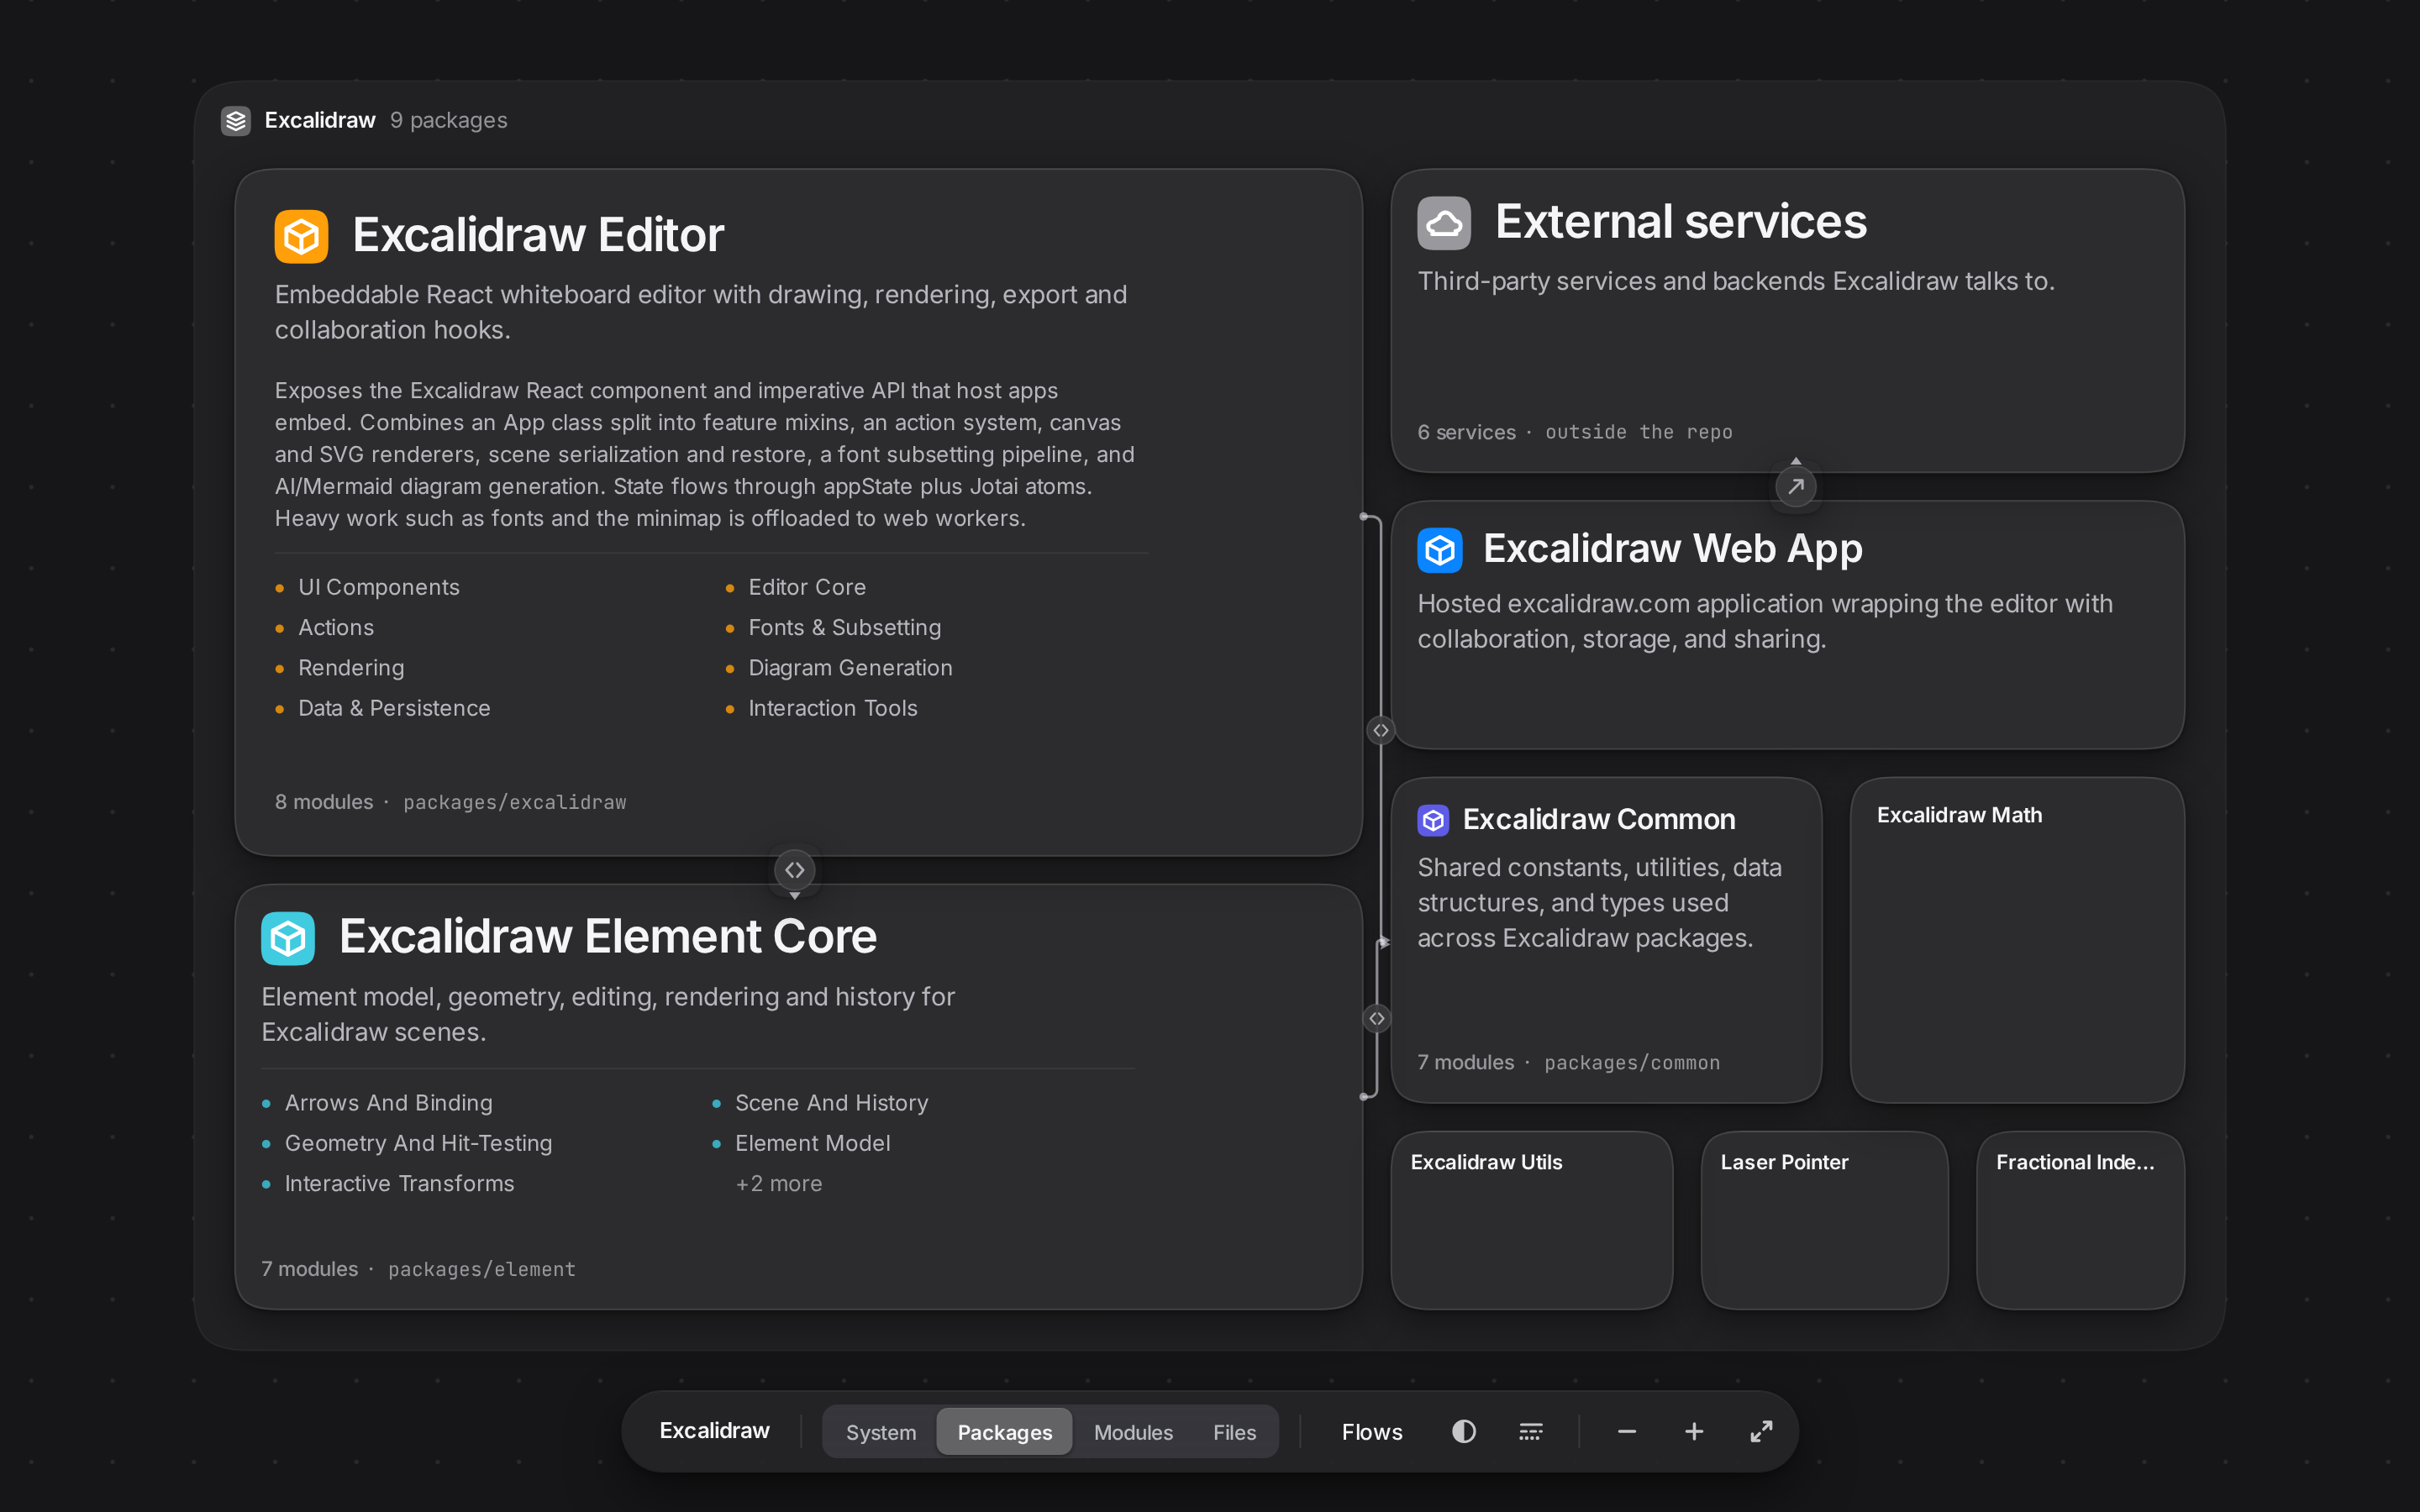 Excalidraw 9 packages
Excalidraw Editor
Embeddable React whiteboard editor with drawing, rendering, export and
collaboration hooks.
Exposes the Excalidraw React component and imperative API that host apps
embed. Combines an App class split into feature mixins, an action system, canvas
and SVG renderers, scene serialization and restore, a font subsetting pipeline, and
AI/Mermaid diagram generation. State flows through appState plus Jotai atoms.
Heavy work such as fonts and the minimap is offloaded to web workers.
UI Components
Actions
Rendering
Data & Persistence
Editor Core
Fonts & Subsetting
Diagram Generation
Interaction Tools
8 modules · packages/excalidraw
Excalidraw Element Core
Element model, geometry, editing, rendering and history for
Excalidraw scenes.
Arrows And Binding
Geometry And Hit-Testing
Interactive Transforms
Scene And History
Element Model
+2 more
7 modules · packages/element
External services
Third-party services and backends Excalidraw talks to.
6 services · outside the repo
Excalidraw Web App
Hosted excalidraw.com application wrapping the editor with
collaboration, storage, and sharing.
Excalidraw Common
Shared constants, utilities, data
structures, and types used
across Excalidraw packages.
7 modules · packages/common
Excalidraw Math
Excalidraw Utils
Laser Pointer
Fractional Inde...
Excalidraw
System
Packages
Modules
Files
Flows